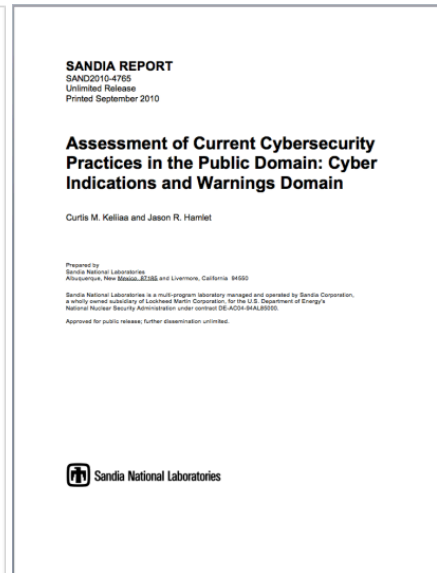 SANDIA REPORT
SAND2010-4765
Unlimited Release
Printed September 2010
Assessment of Current Cybersecurity
Practices in the Public Domain: Cyber
Indications and Warnings Domain
Curtis M. Keliiaa and Jason R. Hamlet
Prepared by
Sandia National Laboratories
Albuquerque, New Mexico, 87185 and Livermore, California 94550
Sandia National Laboratories is a multi-program laboratory managed and operated by Sandia Corporation,
a wholly owned subsidiary of Lockheed Martin Corporation, for the U.S. Department of Energy's
National Nuclear Security Administration under contract DE-AC04-94AL85000.
Approved for public release; further dissemination unlimited.
Sandia National Laboratories